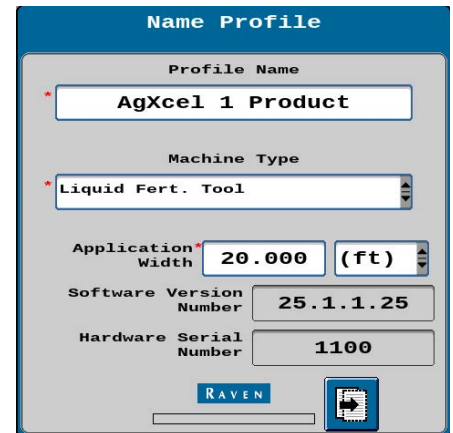 Name Profile
Profile Name
*
AgXcel 1 Product
Machine Type
*
Liquid Fert. Tool
Application*
Width
20.000
(ft)
Software Version
Number
25.1.1.25
Hardware Serial
Number
1100
RAVEN